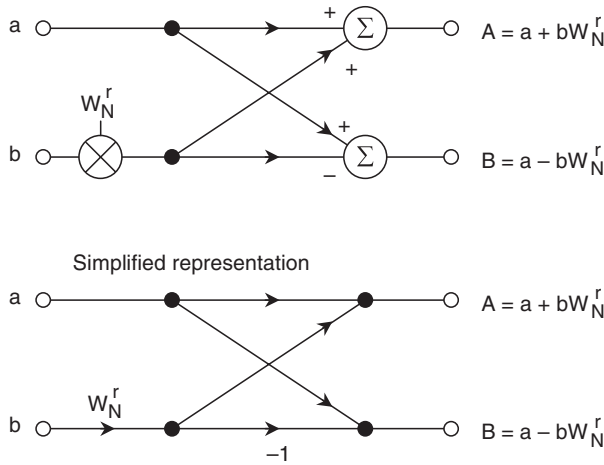 a
+
Σ
A = a + bW_N^r
+
W_N^r
+
b
Σ
−
B = a − bW_N^r
Simplified representation
a
A = a + bW_N^r
W_N^r
b
−1
B = a − bW_N^r